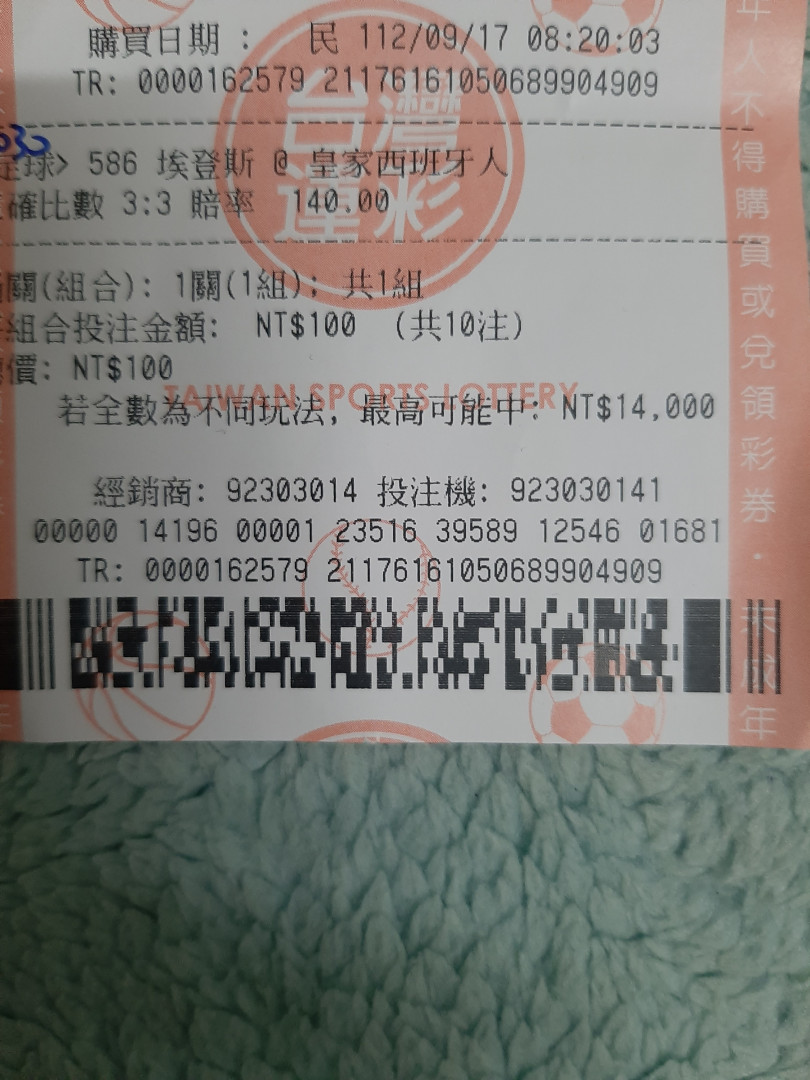 購買日期： 民 112/09/17 08:20:03
TR: 0000162579 21176161050689904909
030
足球> 586 埃登斯 @ 皇家西班牙人
確比數 3:3 賠率 140.00
台灣
運彩
關(組合): 1關(1組); 共1組
組合投注金額: NT$100 (共10注)
價: NT$100
TAIWAN SPORTS LOTTERY
若全數為不同玩法, 最高可能中: NT$14,000
經銷商: 92303014 投注機: 923030141
00000 14196 00001 23516 39589 12546 01681
TR: 0000162579 21176161050689904909
年人不得購買或兌領彩券・未成年